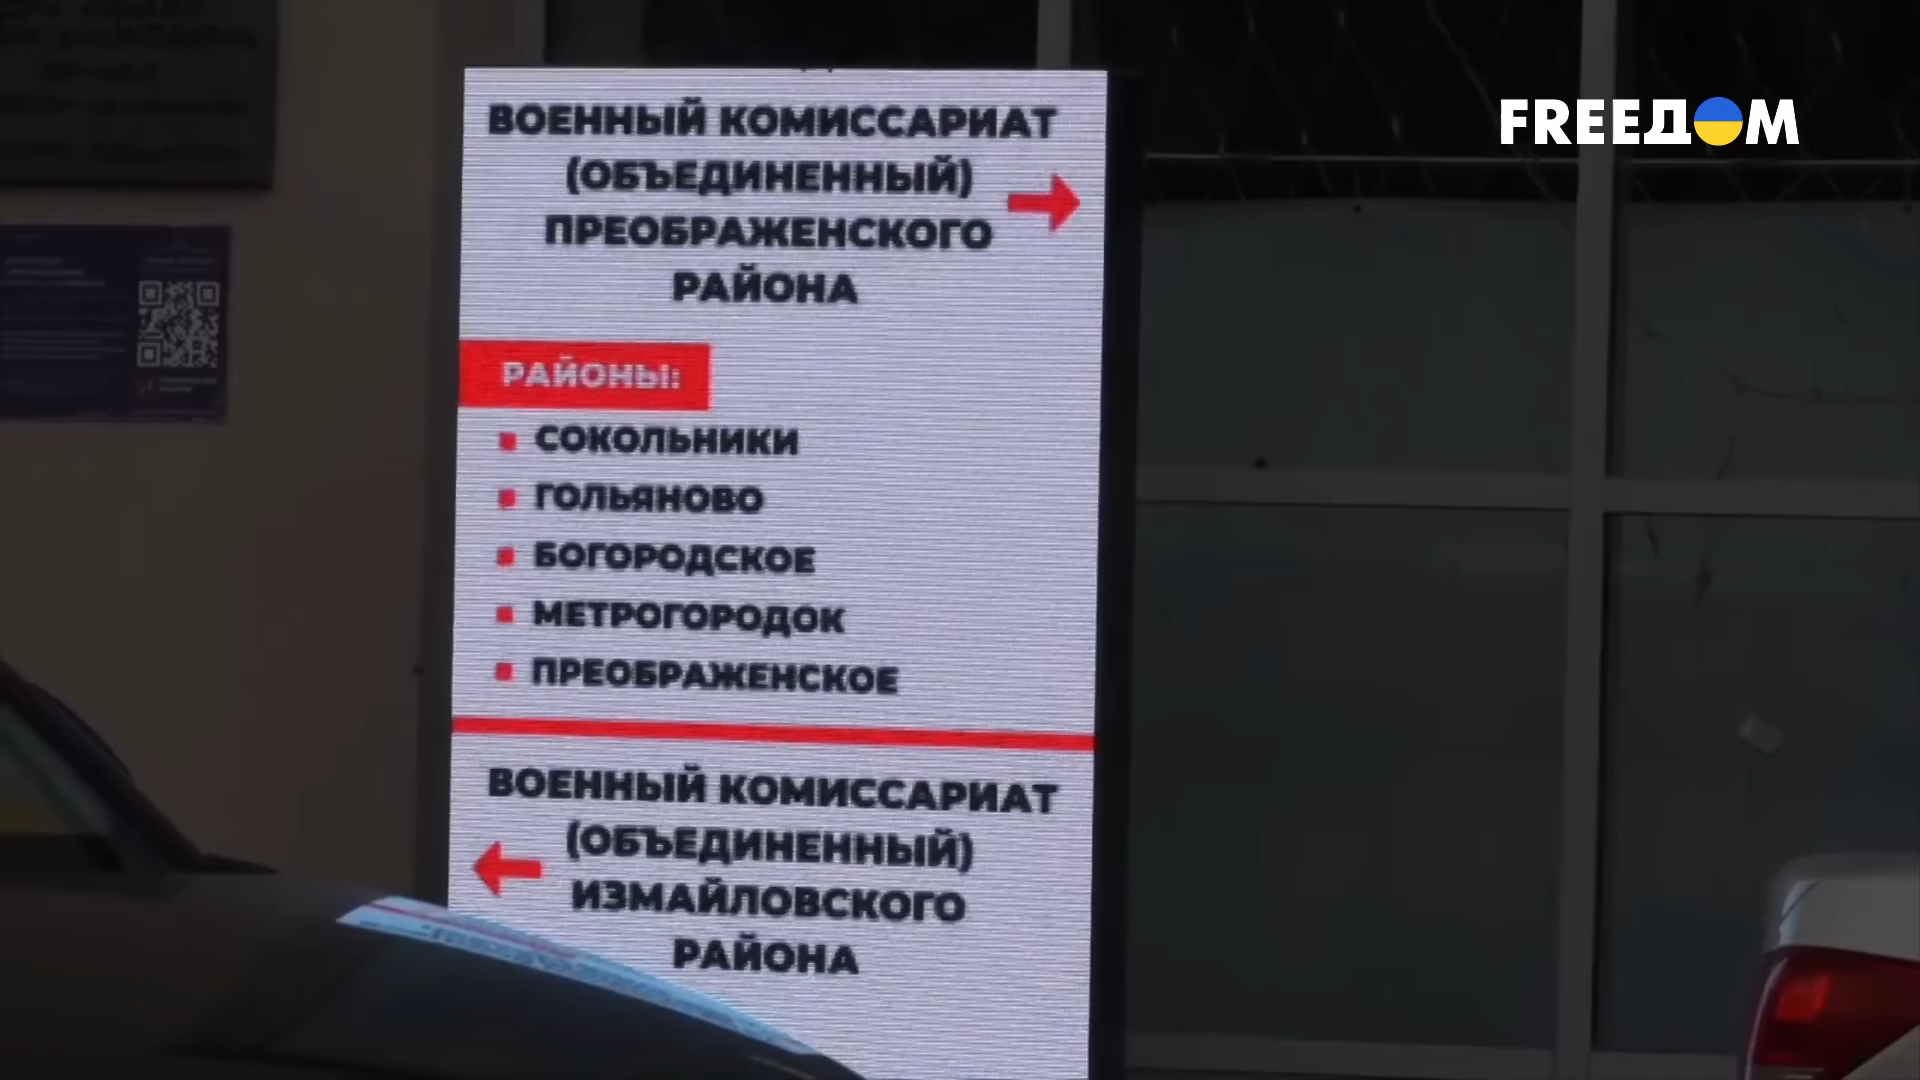 FREEДOM
ВОЕННЫЙ КОМИССАРИАТ
(ОБЪЕДИНЕННЫЙ)
ПРЕОБРАЖЕНСКОГО
РАЙОНА
РАЙОНЫ:
СОКОЛЬНИКИ
ГОЛЬЯНОВО
БОГОРОДСКОЕ
МЕТРОГОРОДОК
ПРЕОБРАЖЕНСКОЕ
ВОЕННЫЙ КОМИССАРИАТ
(ОБЪЕДИНЕННЫЙ)
ИЗМАЙЛОВСКОГО
РАЙОНА